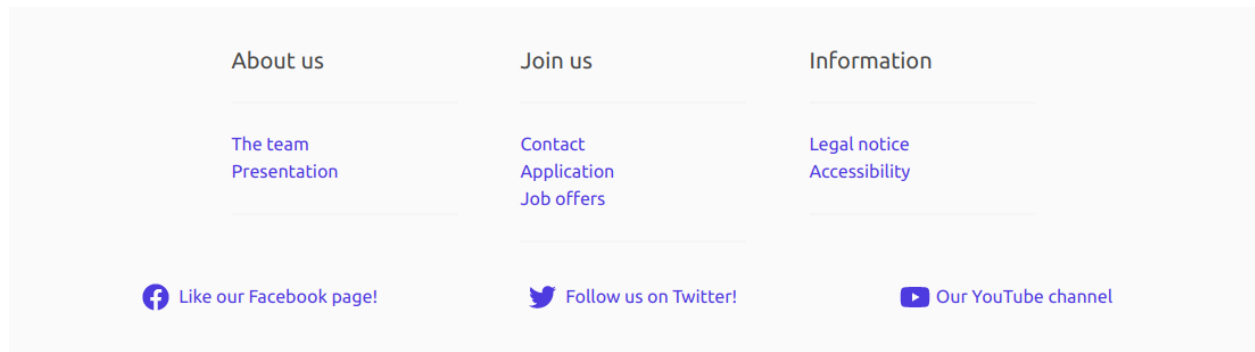 About us
The team
Presentation
Join us
Contact
Application
Job offers
Information
Legal notice
Accessibility
Like our Facebook page!
Follow us on Twitter!
Our YouTube channel